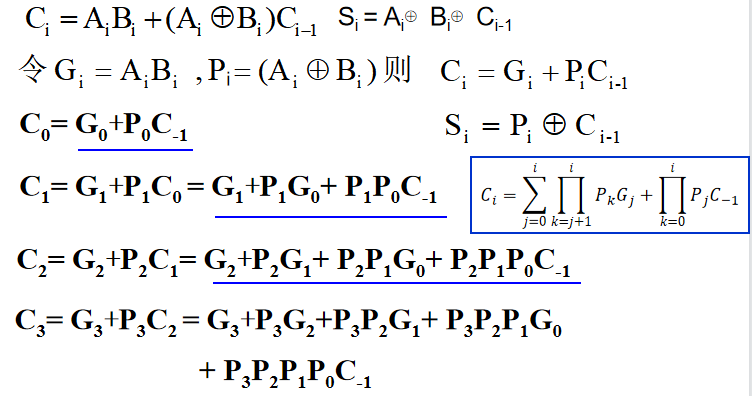 Cᵢ = AᵢBᵢ + (Aᵢ ⊕Bᵢ)Cᵢ₋₁ Sᵢ = Aᵢ⊕ Bᵢ⊕ Cᵢ₋₁
令 Gᵢ = AᵢBᵢ , Pᵢ= (Aᵢ ⊕ Bᵢ) 则 Cᵢ = Gᵢ + PᵢCᵢ₋₁
C₀= G₀+P₀C₋₁ Sᵢ = Pᵢ ⊕ Cᵢ₋₁
C₁= G₁+P₁C₀ = G₁+P₁G₀+ P₁P₀C₋₁
Cᵢ = ∑_{j=0}^{i} ∏_{k=j+1}^{i} PₖGⱼ + ∏_{k=0}^{i} PⱼC₋₁
C₂= G₂+P₂C₁= G₂+P₂G₁+ P₂P₁G₀+ P₂P₁P₀C₋₁
C₃= G₃+P₃C₂ = G₃+P₃G₂+P₃P₂G₁+ P₃P₂P₁G₀
+ P₃P₂P₁P₀C₋₁